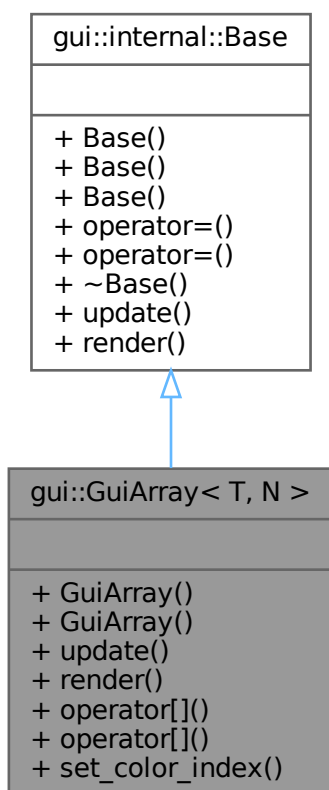 gui::internal::Base
+ Base()
+ Base()
+ Base()
+ operator=()
+ operator=()
+ ~Base()
+ update()
+ render()
gui::GuiArray< T, N >
+ GuiArray()
+ GuiArray()
+ update()
+ render()
+ operator[]()
+ operator[]()
+ set_color_index()